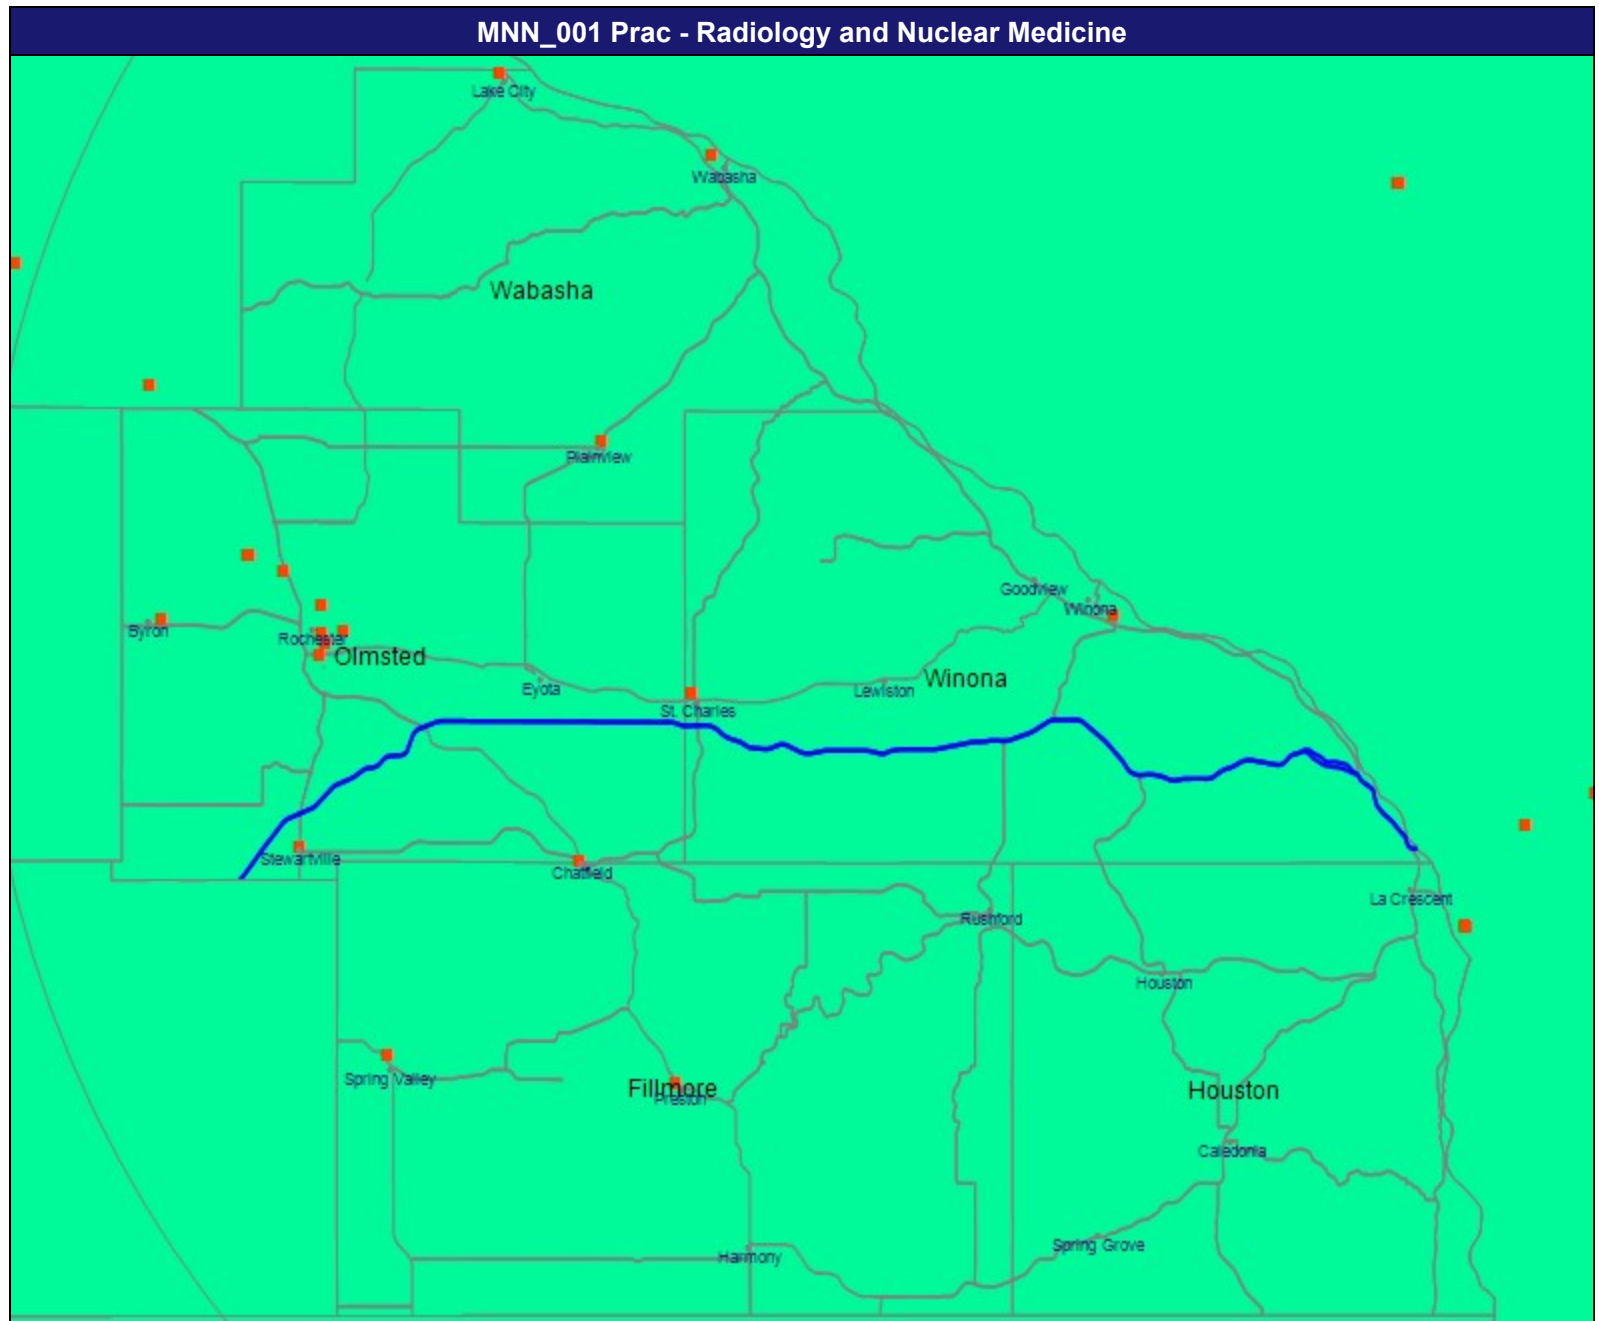 MNN_001 Prac - Radiology and Nuclear Medicine
Lake City
Wabasha
Wabasha
Plainview
Goodview
Winona
Byron
Rochester
Olmsted
Eyota
Lewiston
Winona
St. Charles
Stewartville
Chatfield
La Crescent
Rushford
Houston
Spring Valley
Fillmore
Preston
Houston
Caledonia
Spring Grove
Harmony